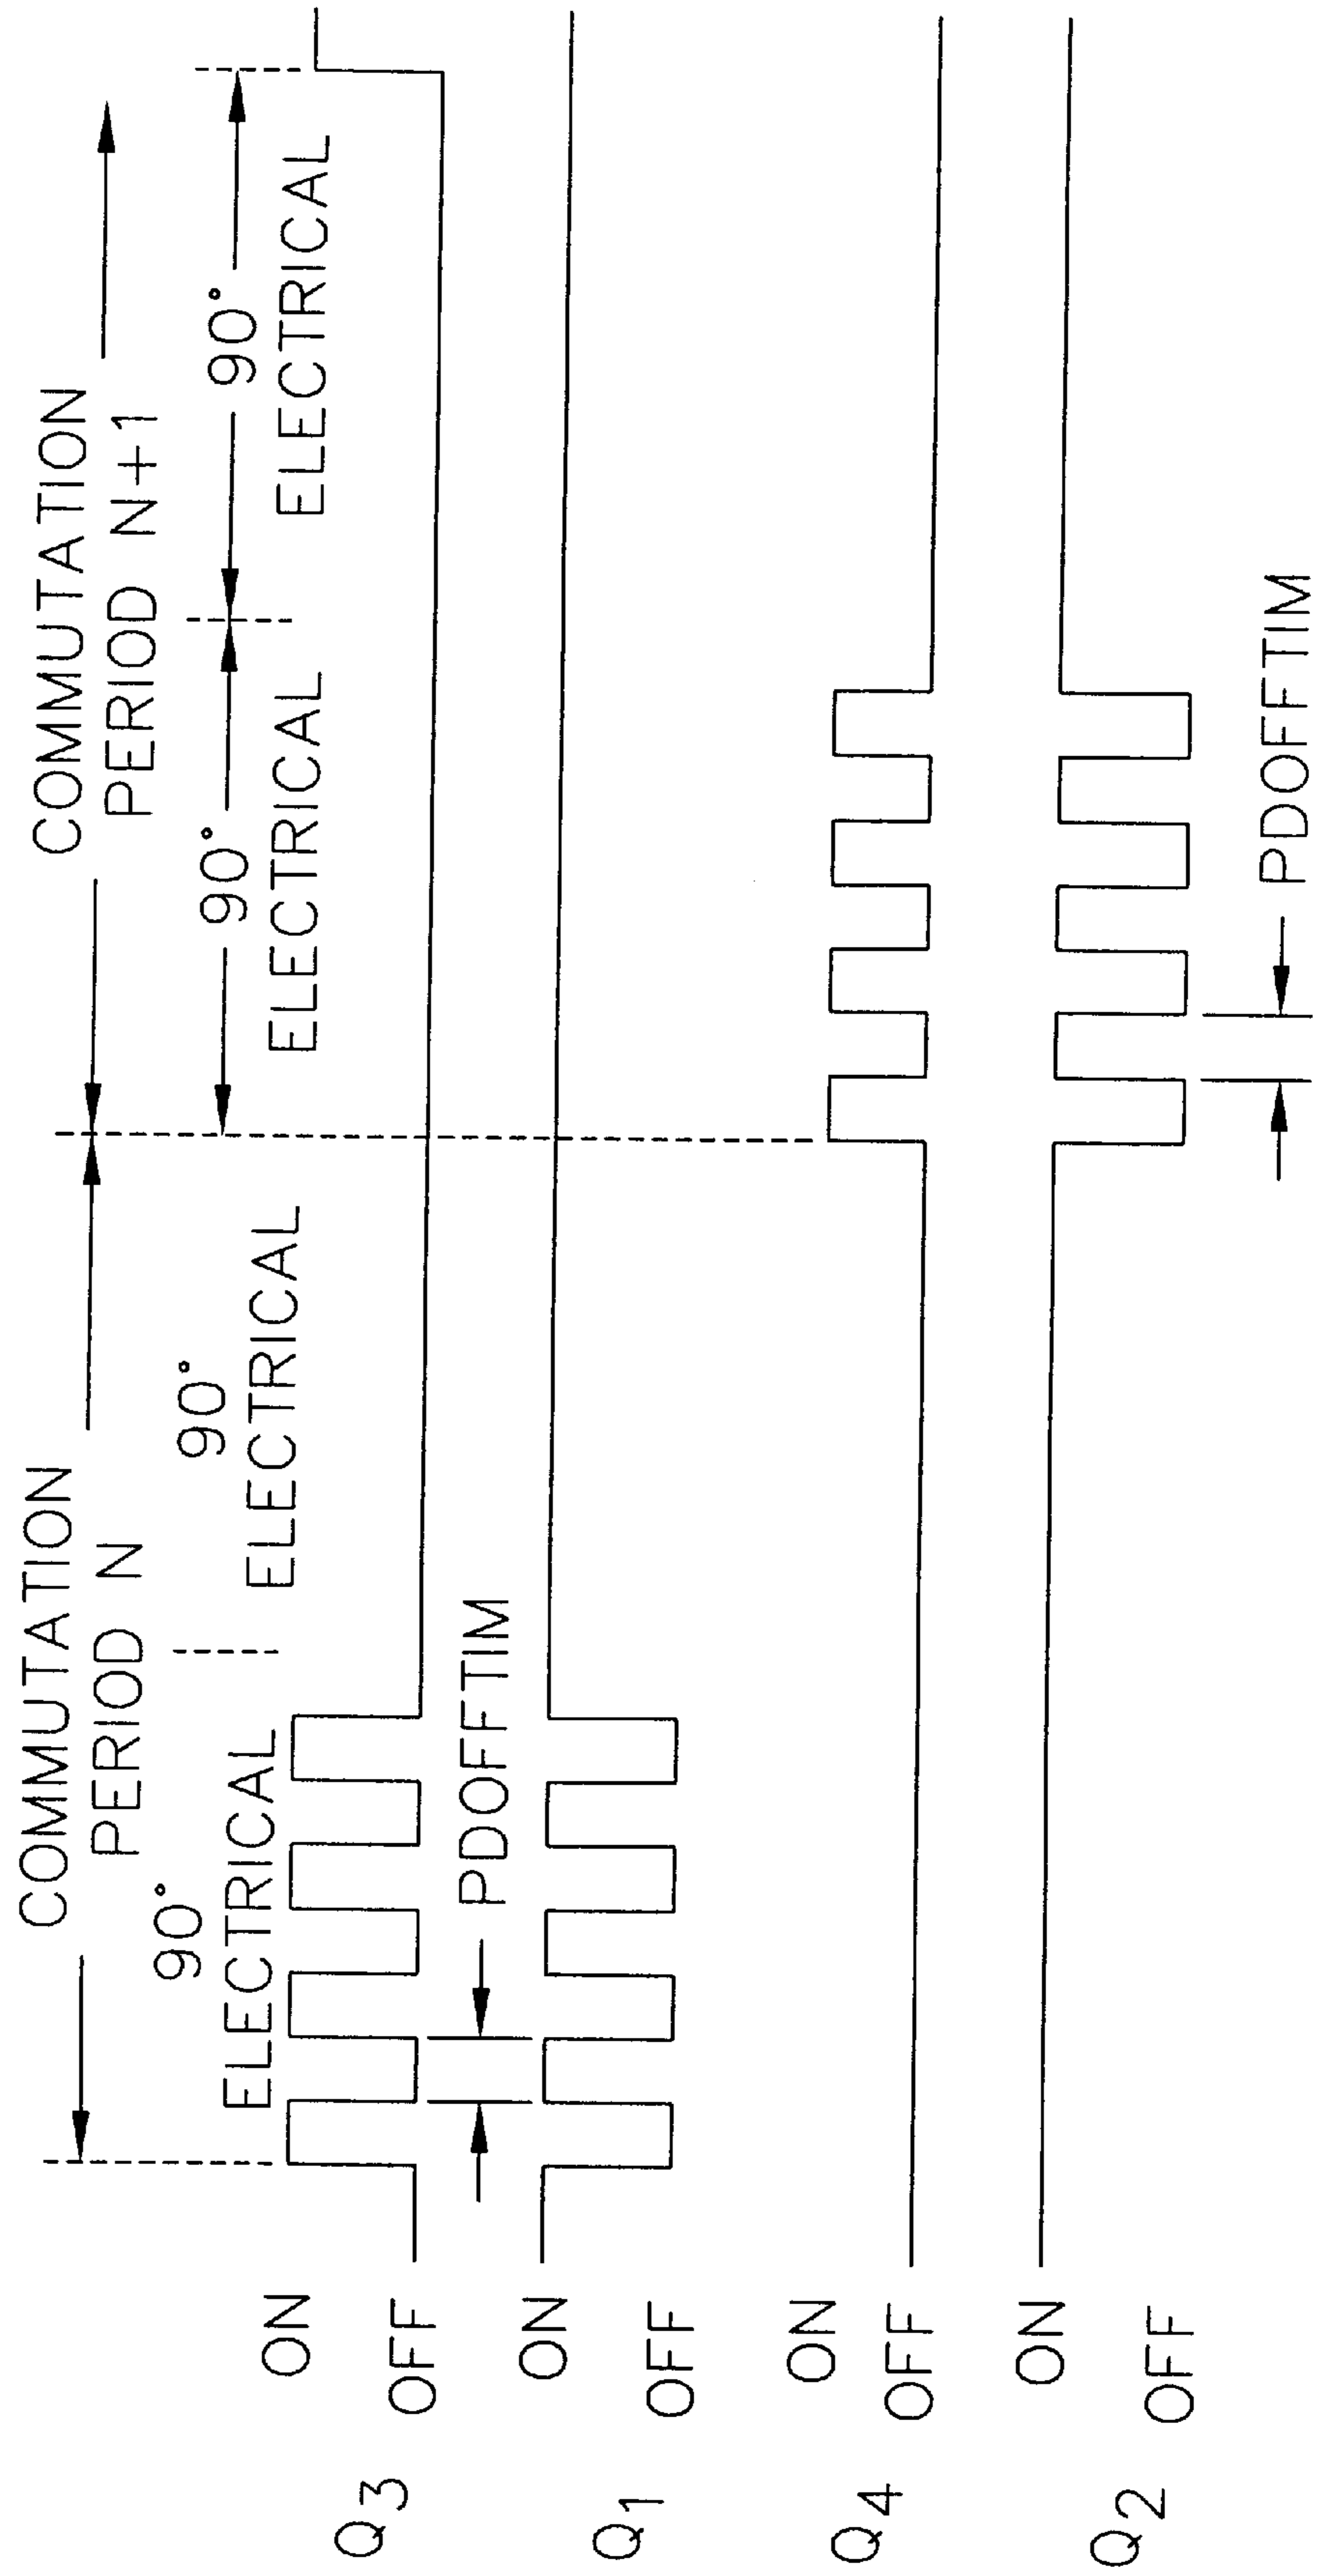 COMMUTATION
PERIOD N
COMMUTATION
PERIOD N+1
90°
ELECTRICAL
90°
ELECTRICAL
90°
ELECTRICAL
90°
ELECTRICAL
Q3
ON
OFF
PDOFFTIM
Q1
ON
OFF
Q4
ON
OFF
Q2
ON
OFF
PDOFFTIM